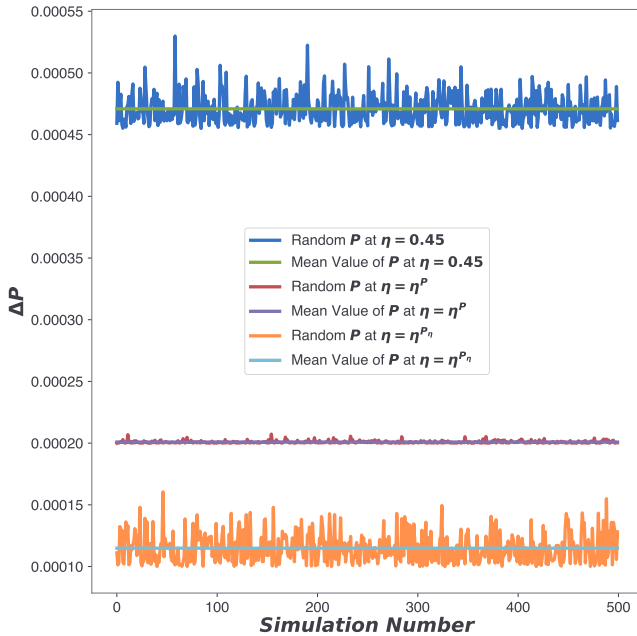 0.00055
0.00050
0.00045
0.00040
0.00035
0.00030
0.00025
0.00020
0.00015
0.00010
ΔP
Random P at η = 0.45
Mean Value of P at η = 0.45
Random P at η = η^P
Mean Value of P at η = η^P
Random P at η = η^{P_η}
Mean Value of P at η = η^{P_η}
0 100 200 300 400 500
Simulation Number